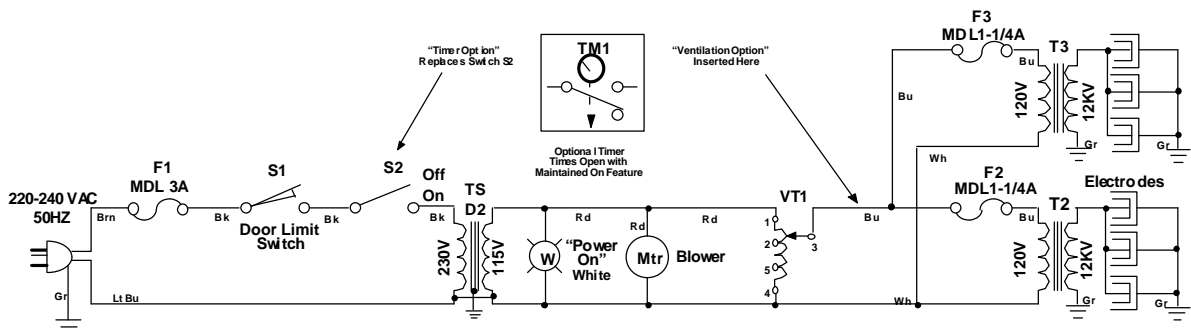 F3
MDL1-1/4A
"Timer Option"
Replaces Switch S2
TM1
"Ventilation Option"
Inserted Here
T3
Bu
Bu
120V
12KV
Gr
Gr
Optional Timer
Times Open with
Maintained On Feature
Wh
F1
MDL 3A
S1
S2
Off
On
TS
D2
VT1
F2
MDL1-1/4A
T2
Electrodes
220-240 VAC
50HZ
Brn
Bk
Bk
Bk
Door Limit
Switch
Rd
Rd
Rd
1
2
3
5
4
Bu
Bu
230V
115V
W
"Power
On"
White
Mtr
Blower
120V
12KV
Gr
Lt Bu
Wh
Gr
Gr